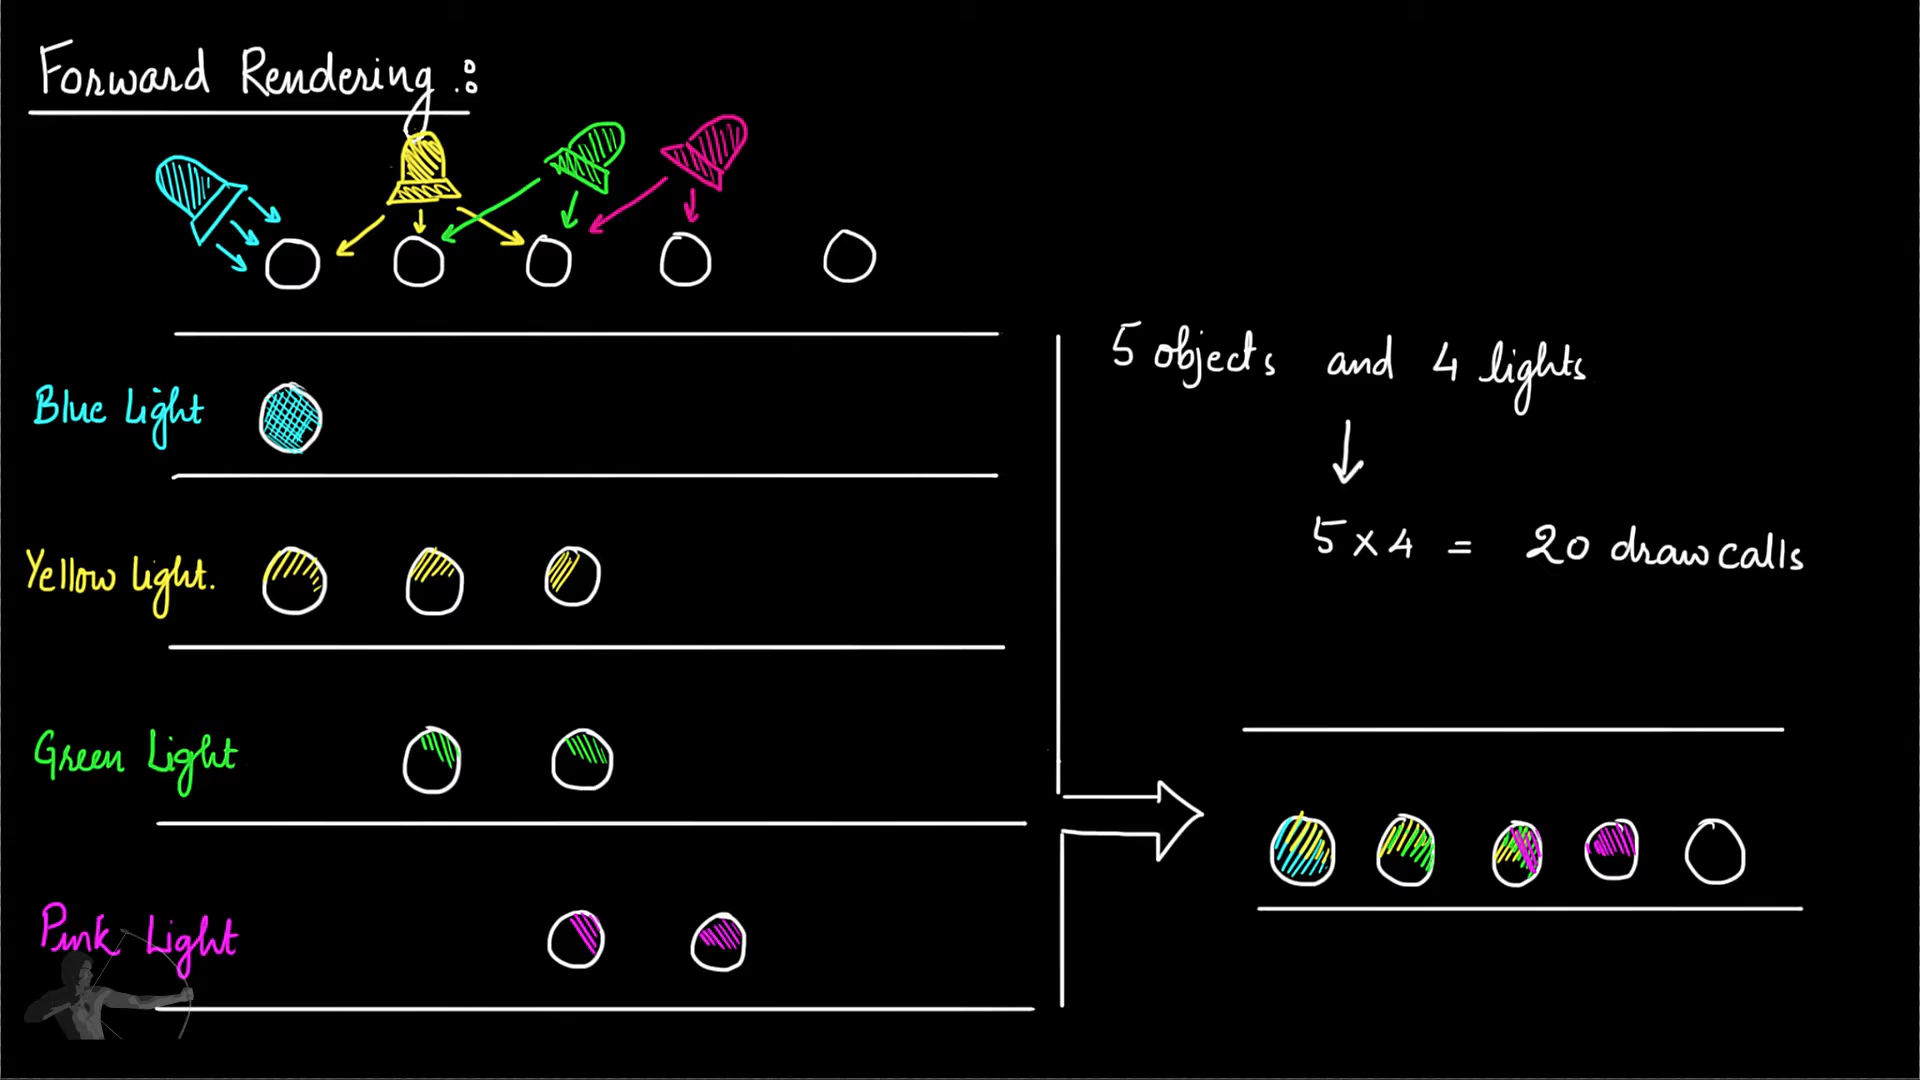 Forward Rendering :
5 objects and 4 lights
Blue Light
5 x 4 = 20 draw calls
Yellow Light.
Green Light
Pink Light